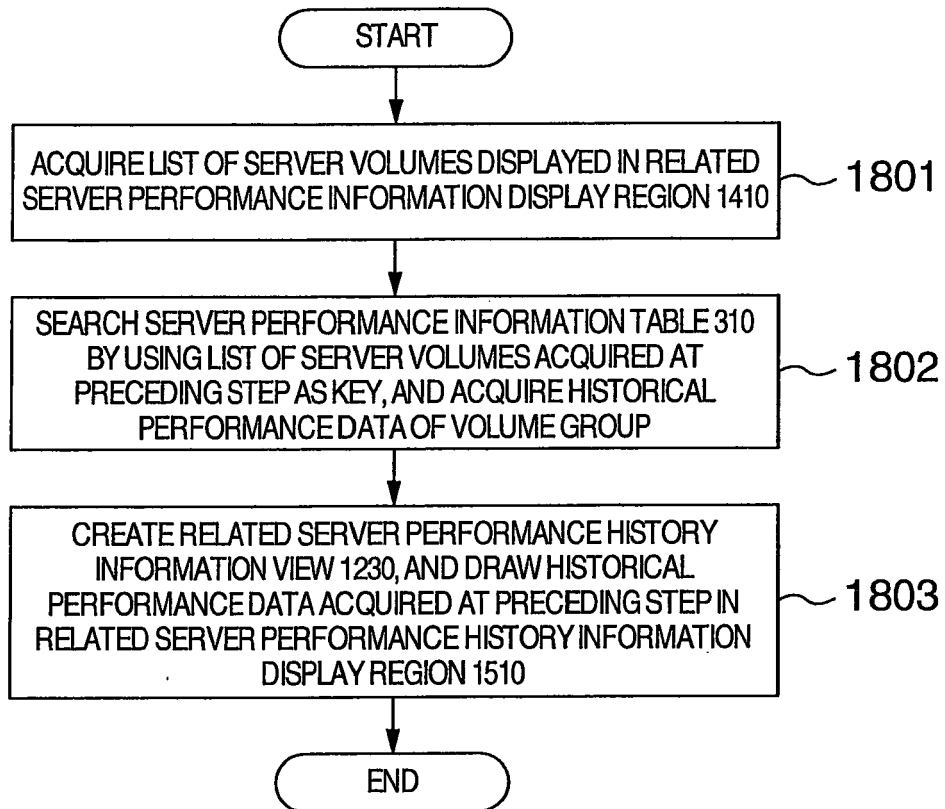 START
ACQUIRE LIST OF SERVER VOLUMES DISPLAYED IN RELATED
SERVER PERFORMANCE INFORMATION DISPLAY REGION 1410
1801
SEARCH SERVER PERFORMANCE INFORMATION TABLE 310
BY USING LIST OF SERVER VOLUMES ACQUIRED AT
PRECEDING STEP AS KEY, AND ACQUIRE HISTORICAL
PERFORMANCE DATA OF VOLUME GROUP
1802
CREATE RELATED SERVER PERFORMANCE HISTORY
INFORMATION VIEW 1230, AND DRAW HISTORICAL
PERFORMANCE DATA ACQUIRED AT PRECEDING STEP IN
RELATED SERVER PERFORMANCE HISTORY INFORMATION
DISPLAY REGION 1510
1803
END